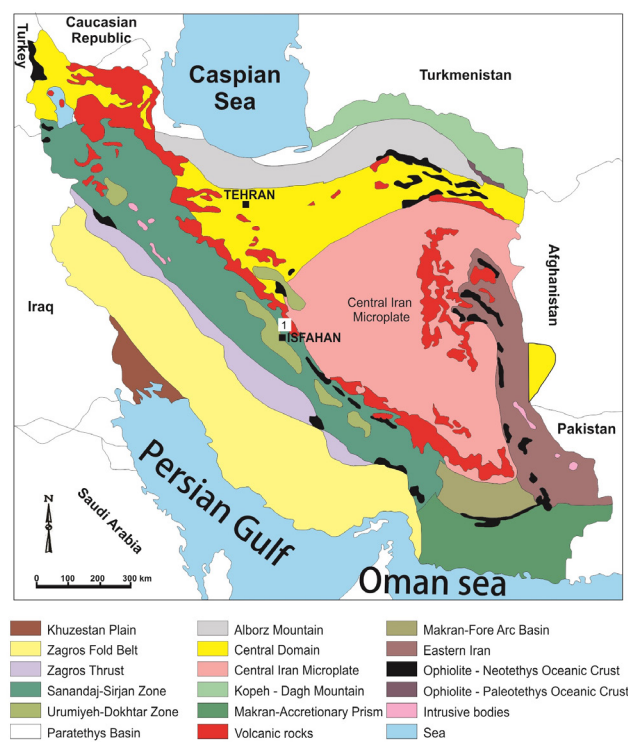 Caucasian
Republic
Turkey
Caspian
Sea
Turkmenistan
TEHRAN
Afghanistan
Central Iran
Microplate
Iraq
1
ISFAHAN
Pakistan
Persian Gulf
Saudi Arabia
N
S
0 100 200 300 km
Oman sea
Khuzestan Plain
Zagros Fold Belt
Zagros Thrust
Sanandaj-Sirjan Zone
Urumiyeh-Dokhtar Zone
Paratethys Basin
Alborz Mountain
Central Domain
Central Iran Microplate
Kopeh - Dagh Mountain
Makran-Accretionary Prism
Volcanic rocks
Makran-Fore Arc Basin
Eastern Iran
Ophiolite - Neotethys Oceanic Crust
Ophiolite - Paleotethys Oceanic Crust
Intrusive bodies
Sea